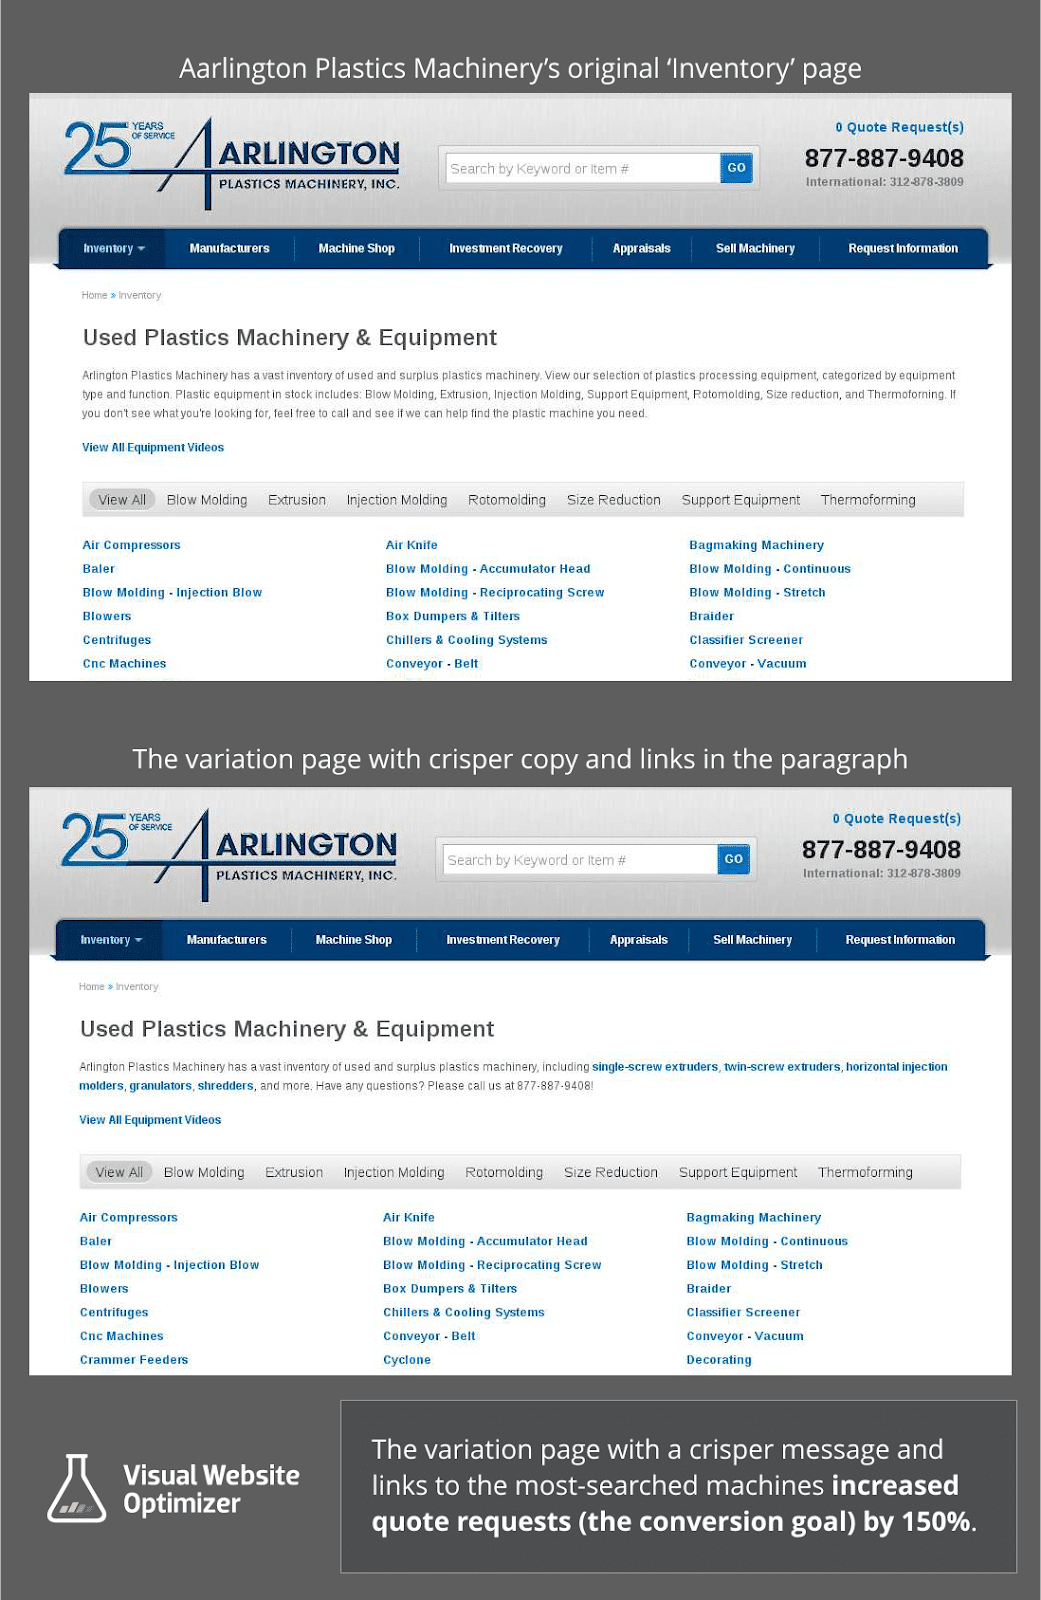 Aarlington Plastics Machinery's original 'Inventory' page
25 YEARS OF SERVICE
ARLINGTON
PLASTICS MACHINERY, INC.
Search by Keyword or Item #
GO
0 Quote Request(s)
877-887-9408
International: 312-878-3809
Inventory Manufacturers Machine Shop Investment Recovery Appraisals Sell Machinery Request Information
Home » Inventory
Used Plastics Machinery & Equipment
Arlington Plastics Machinery has a vast inventory of used and surplus plastics machinery. View our selection of plastics processing equipment, categorized by equipment
type and function. Plastic equipment in stock includes: Blow Molding, Extrusion, Injection Molding, Support Equipment, Rotomolding, Size reduction, and Thermoforning. If
you don't see what you're looking for, feel free to call and see if we can help find the plastic machine you need.
View All Equipment Videos
View All Blow Molding Extrusion Injection Molding Rotomolding Size Reduction Support Equipment Thermoforming
Air Compressors Air Knife Bagmaking Machinery
Baler Blow Molding - Accumulator Head Blow Molding - Continuous
Blow Molding - Injection Blow Blow Molding - Reciprocating Screw Blow Molding - Stretch
Blowers Box Dumpers & Tilters Braider
Centrifuges Chillers & Cooling Systems Classifier Screener
Cnc Machines Conveyor - Belt Conveyor - Vacuum
The variation page with crisper copy and links in the paragraph
25 YEARS OF SERVICE
ARLINGTON
PLASTICS MACHINERY, INC.
Search by Keyword or Item #
GO
0 Quote Request(s)
877-887-9408
International: 312-878-3809
Inventory Manufacturers Machine Shop Investment Recovery Appraisals Sell Machinery Request Information
Home » Inventory
Used Plastics Machinery & Equipment
Arlington Plastics Machinery has a vast inventory of used and surplus plastics machinery, including single-screw extruders, twin-screw extruders, horizontal injection
molders, granulators, shredders, and more. Have any questions? Please call us at 877-887-9408!
View All Equipment Videos
View All Blow Molding Extrusion Injection Molding Rotomolding Size Reduction Support Equipment Thermoforming
Air Compressors Air Knife Bagmaking Machinery
Baler Blow Molding - Accumulator Head Blow Molding - Continuous
Blow Molding - Injection Blow Blow Molding - Reciprocating Screw Blow Molding - Stretch
Blowers Box Dumpers & Tilters Braider
Centrifuges Chillers & Cooling Systems Classifier Screener
Cnc Machines Conveyor - Belt Conveyor - Vacuum
Crammer Feeders Cyclone Decorating
Visual Website
Optimizer
The variation page with a crisper message and
links to the most-searched machines increased
quote requests (the conversion goal) by 150%.